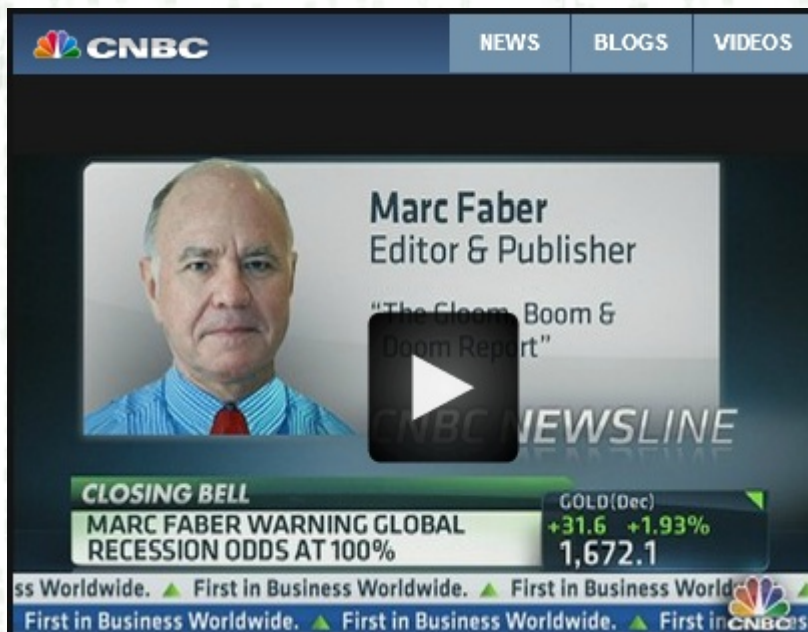 CNBC
NEWS
BLOGS
VIDEOS
Marc Faber
Editor & Publisher
"The Gloom, Boom &
Doom Report"
CNBC NEWSLINE
CLOSING BELL
MARC FABER WARNING GLOBAL
RECESSION ODDS AT 100%
GOLD(Dec)
+31.6 +1.93%
1,672.1
ss Worldwide. ▲ First in Business Worldwide. ▲ First in Business World
First in Business Worldwide. ▲ First in Business Worldwide. ▲ First in
CNBC